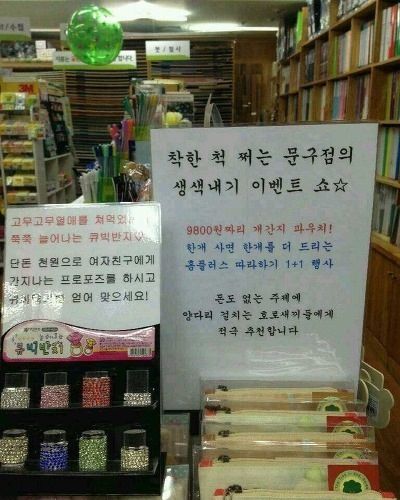 붓 / 필사
3M
착한 척 쩌는 문구점의
생색내기 이벤트 쇼☆
9800원짜리 개간지 파우치!
한개 사면 한개를 더 드리는
홈플러스 따라하기 1+1 행사
돈도 없는 주제에
양다리 걸치는 호로새끼들에게
적극 추천합니다
고무고무열매를 쳐먹었는
쭉쭉 늘어나는 큐빅반지☆
단돈 천원으로 여자친구에게
간지나는 프로포즈를 하시고
얻어 맞으세요!
큐빅반지